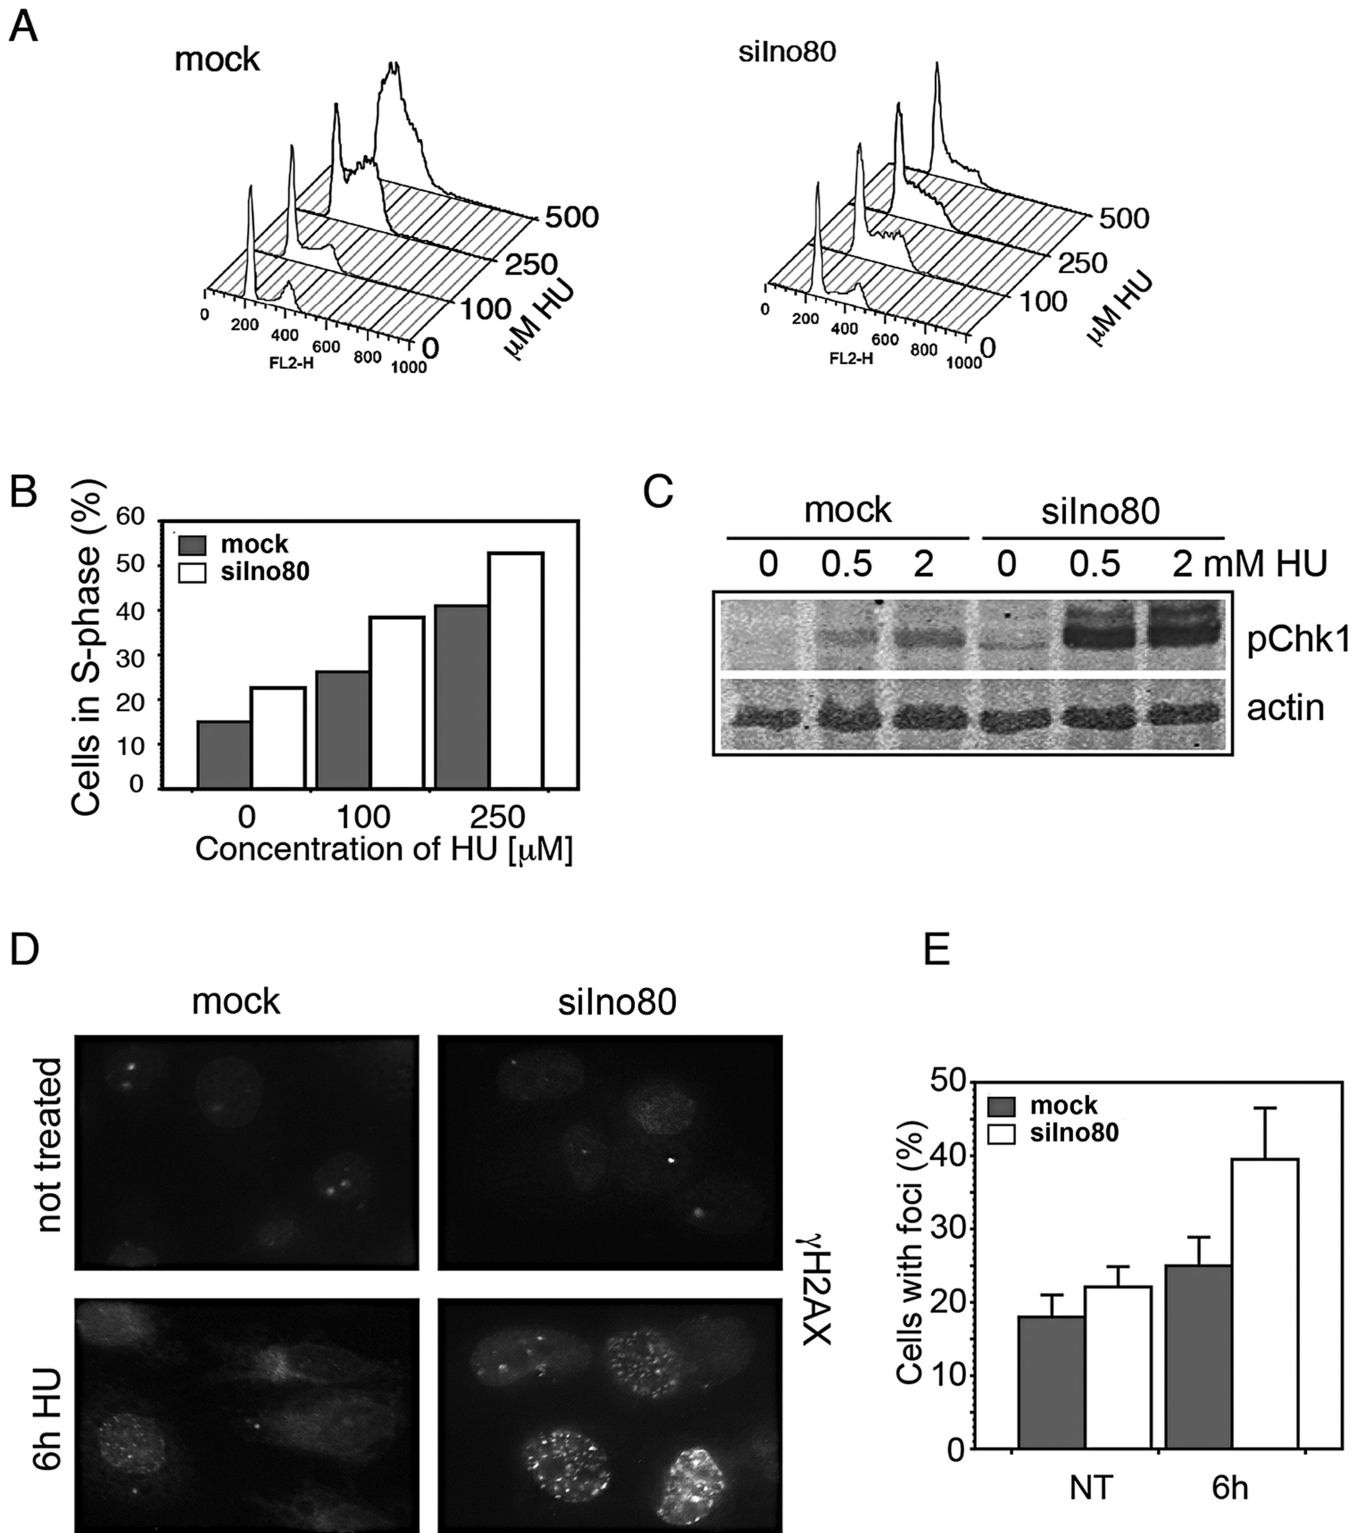 A
mock
siIno80
500
250
100
0
μM HU
0
200
400
600
800
1000
FL2-H
500
250
100
0
μM HU
0
200
400
600
800
1000
FL2-H
B
Cells in S-phase (%)
60
50
40
30
20
10
0
mock
siIno80
0 100 250
Concentration of HU [μM]
C
mock siIno80
0 0.5 2 0 0.5 2 mM HU
pChk1
actin
D
mock siIno80
not treated
6h HU
γH2AX
E
Cells with foci (%)
50
40
30
20
10
0
mock
siIno80
NT 6h